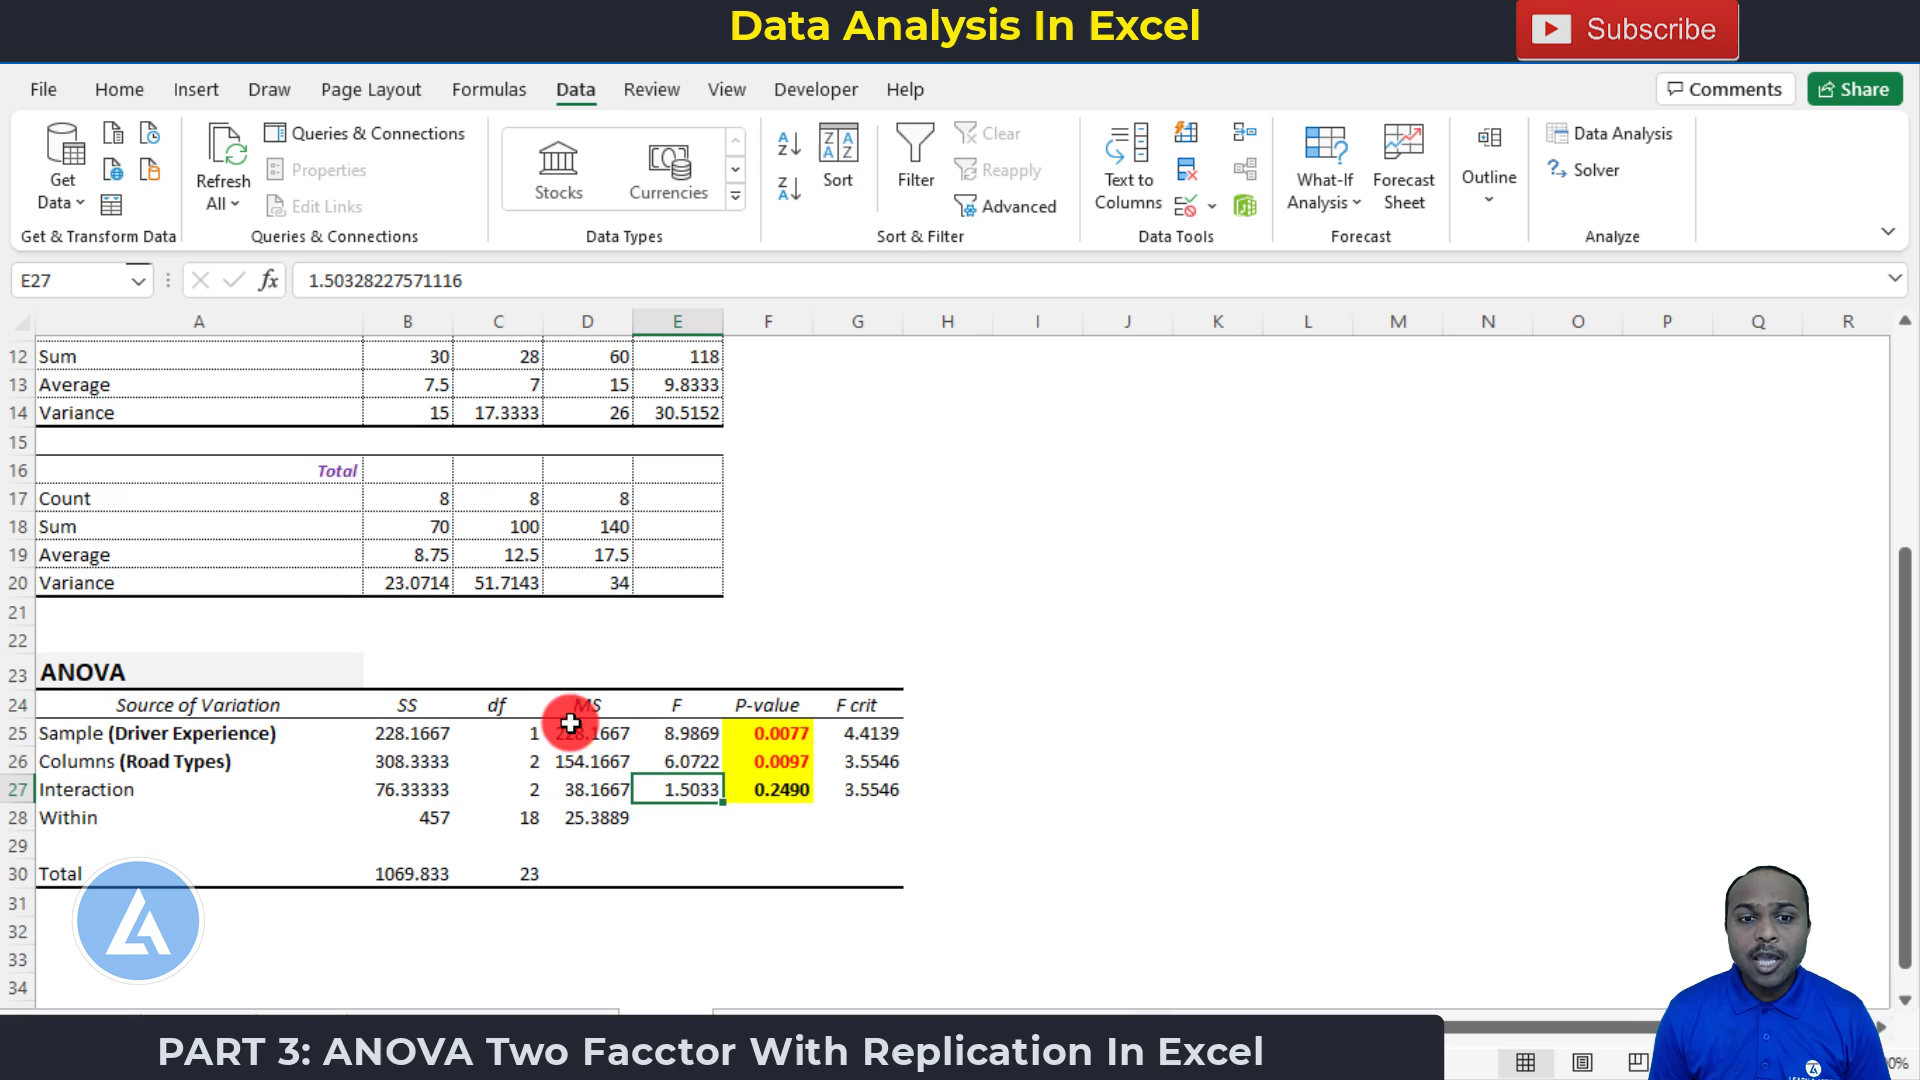 Data Analysis In Excel
Subscribe
File Home Insert Draw Page Layout Formulas Data Review View Developer Help
Comments Share
Get Data
Refresh All
Queries & Connections
Properties
Edit Links
Stocks Currencies
Sort
Filter
Clear
Reapply
Advanced
Text to Columns
What-If Analysis
Forecast Sheet
Outline
Data Analysis
Solver
Get & Transform Data Queries & Connections Data Types Sort & Filter Data Tools Forecast Analyze
E27 fx 1.50328227571116
A B C D E F G H I J K L M N O P Q R
12 Sum 30 28 60 118
13 Average 7.5 7 15 9.8333
14 Variance 15 17.3333 26 30.5152
15
16 Total
17 Count 8 8 8
18 Sum 70 100 140
19 Average 8.75 12.5 17.5
20 Variance 23.0714 51.7143 34
21
22
23 ANOVA
24 Source of Variation SS df MS F P-value F crit
25 Sample (Driver Experience) 228.1667 1 228.1667 8.9869 0.0077 4.4139
26 Columns (Road Types) 308.3333 2 154.1667 6.0722 0.0097 3.5546
27 Interaction 76.33333 2 38.1667 1.5033 0.2490 3.5546
28 Within 457 18 25.3889
29
30 Total 1069.833 23
31
32
33
34
PART 3: ANOVA Two Facctor With Replication In Excel